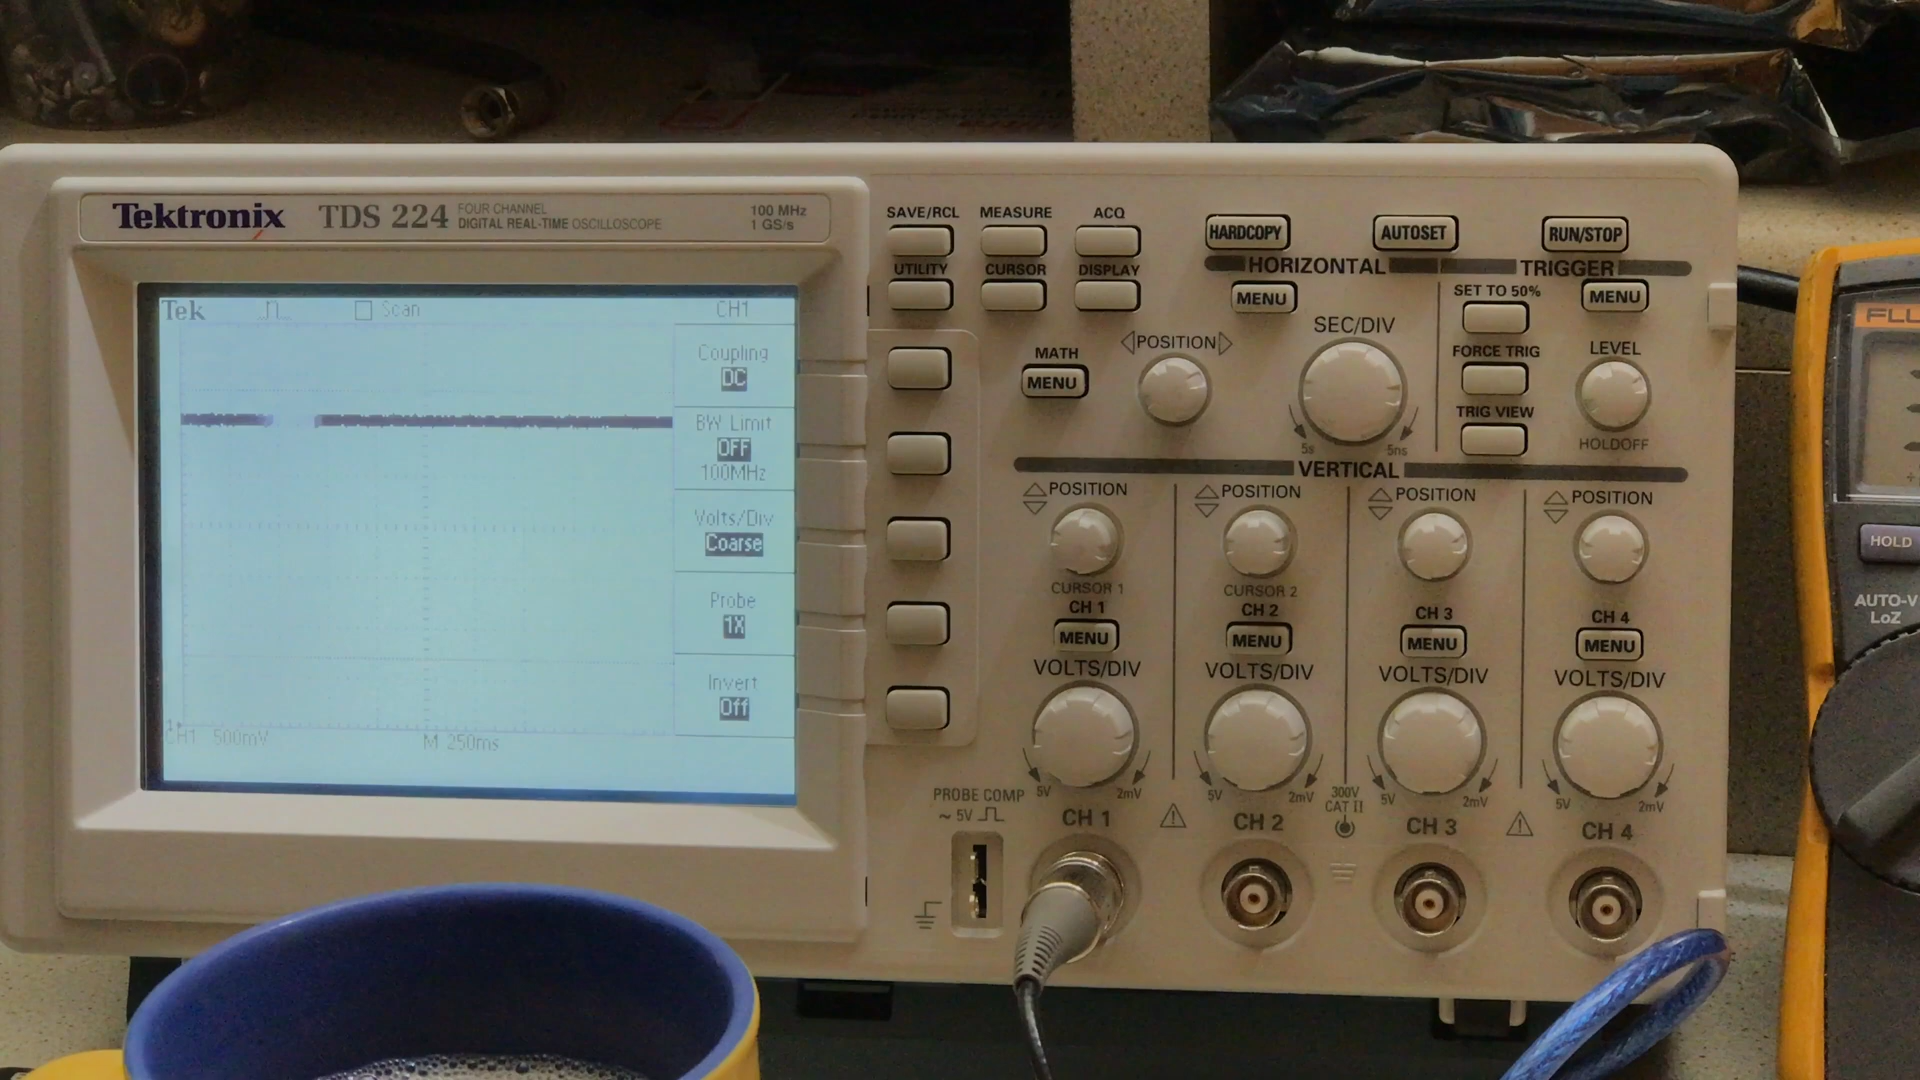 Tektronix TDS 224 FOUR CHANNEL DIGITAL REAL-TIME OSCILLOSCOPE 100 MHz 1 GS/s
Tek Scan CH1
Coupling
DC
BW Limit
OFF
100MHz
Volts/Div
Coarse
Probe
1X
Invert
Off
CH1 500mV M 250ms
SAVE/RCL MEASURE ACQ
UTILITY CURSOR DISPLAY
HARDCOPY AUTOSET RUN/STOP
HORIZONTAL TRIGGER
MENU SET TO 50% MENU
SEC/DIV
POSITION FORCE TRIG LEVEL
MATH
MENU
TRIG VIEW
5s 5ns HOLDOFF
VERTICAL
POSITION POSITION POSITION POSITION
CURSOR 1 CURSOR 2
CH 1 CH 2 CH 3 CH 4
MENU MENU MENU MENU
VOLTS/DIV VOLTS/DIV VOLTS/DIV VOLTS/DIV
5V 2mV 5V 2mV 5V 2mV 5V 2mV
300V
CAT II
PROBE COMP
~ 5V
CH 1 CH 2 CH 3 CH 4
HOLD
AUTO-V
LoZ